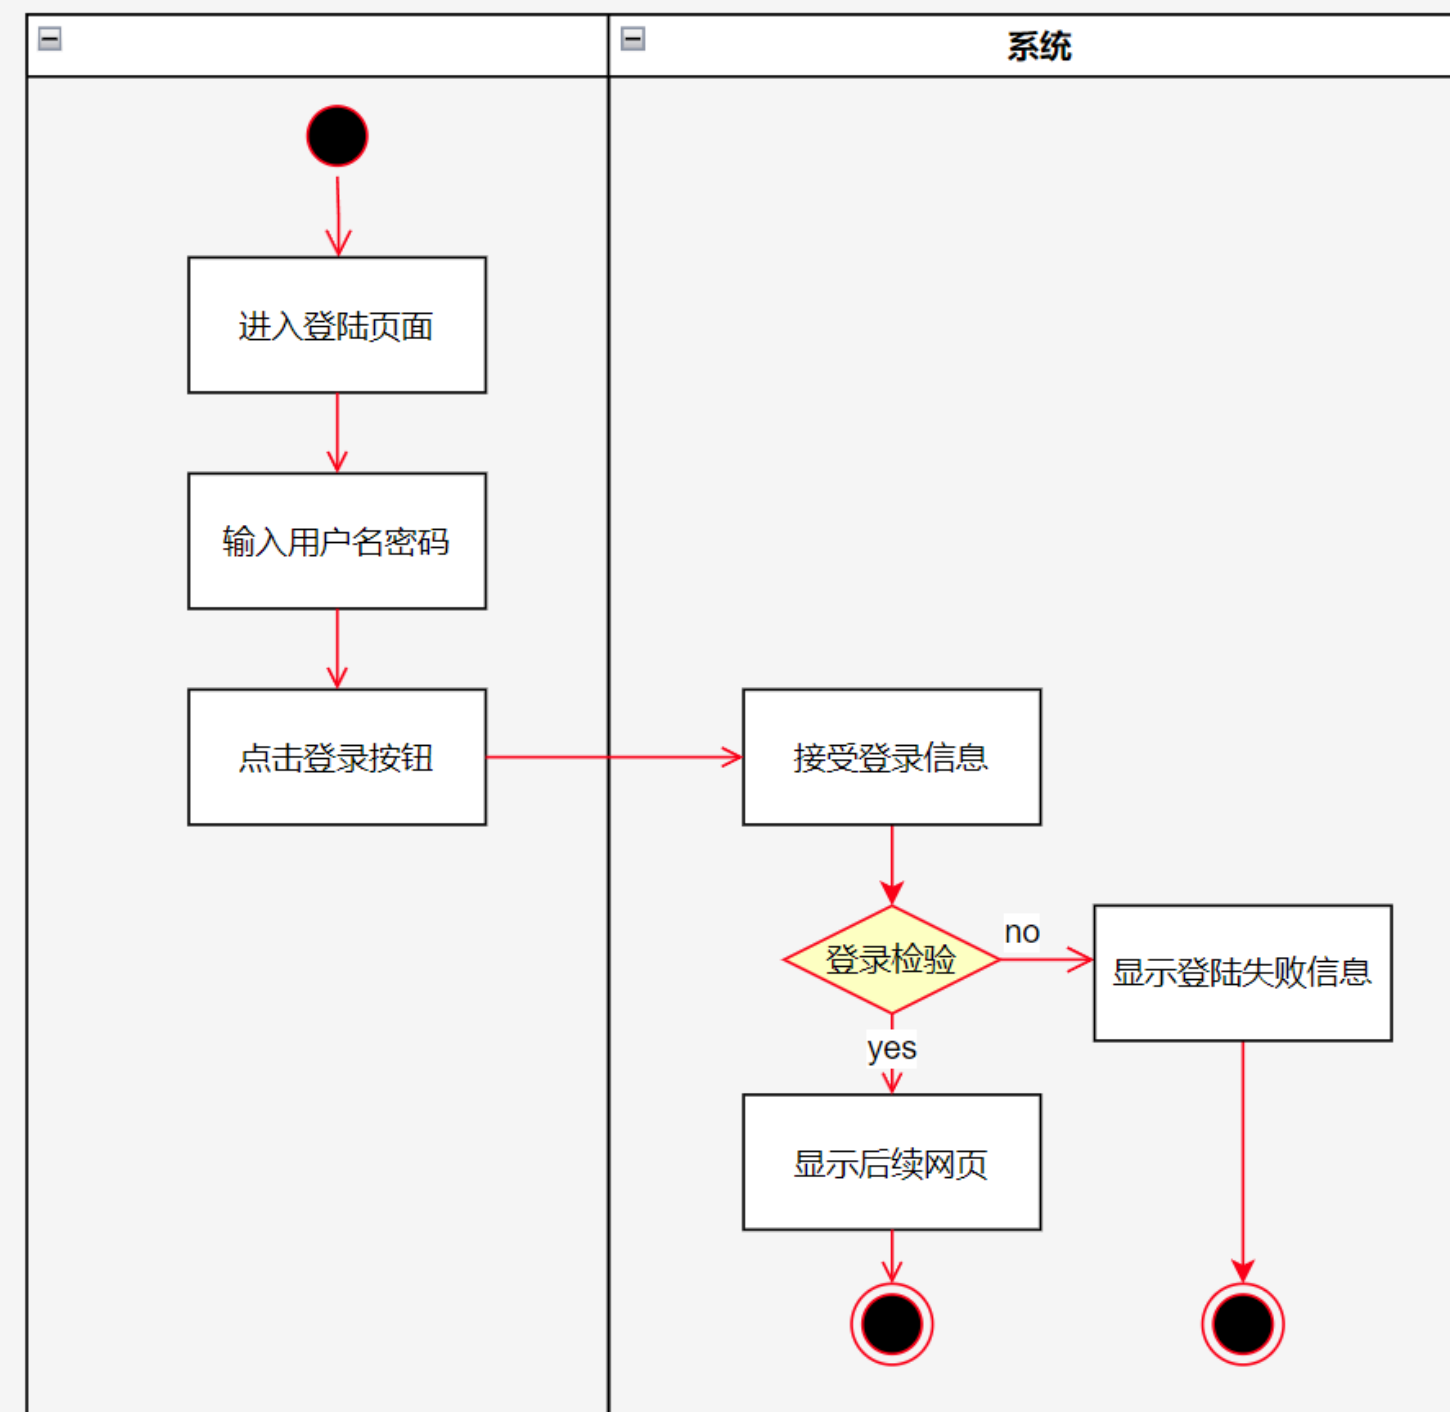 系统
进入登陆页面
输入用户名密码
点击登录按钮
接受登录信息
登录检验
no
显示登陆失败信息
yes
显示后续网页